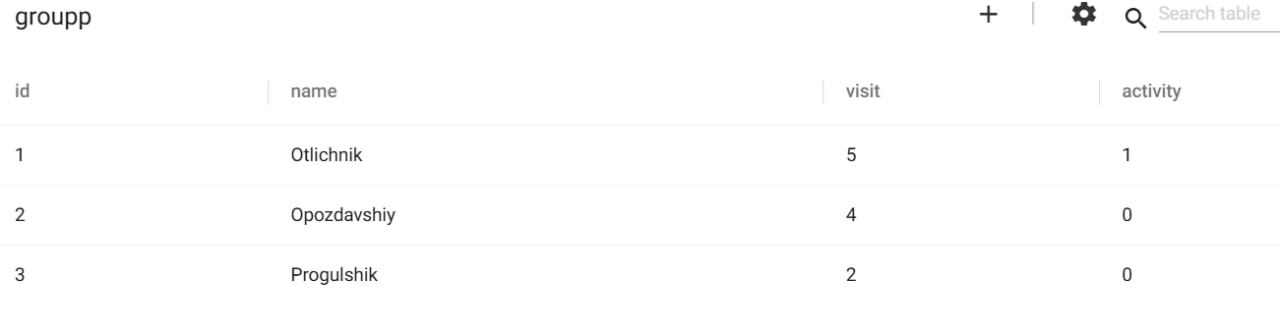 groupp
Search table
id name visit activity
1 Otlichnik 5 1
2 Opozdavshiy 4 0
3 Progulshik 2 0